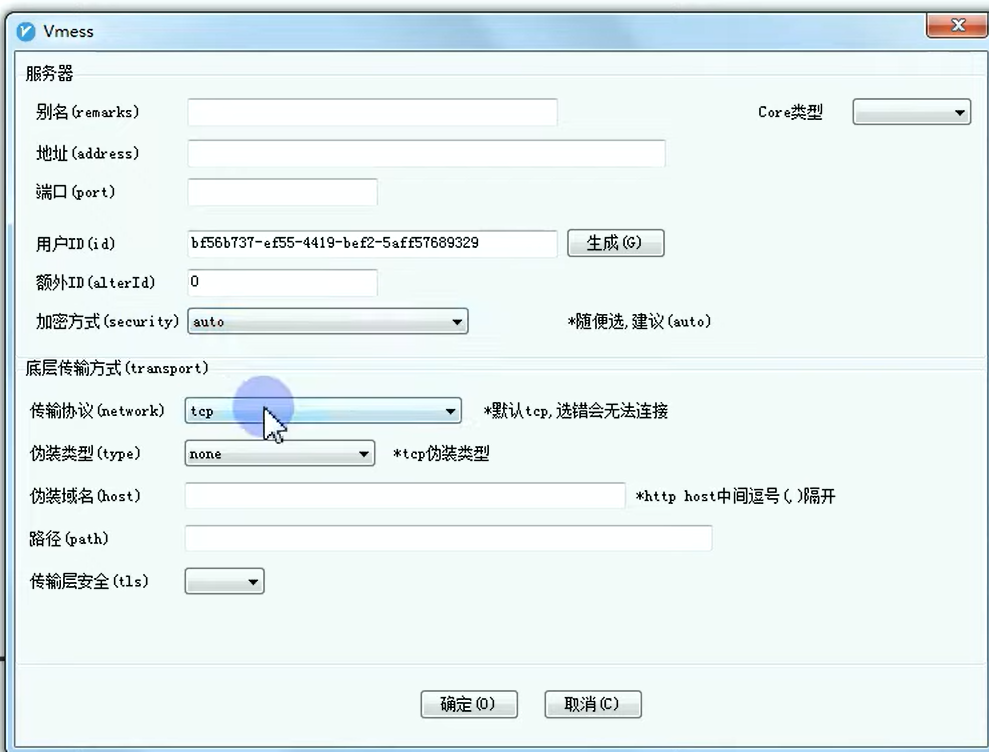 Vmess
服务器
别名(remarks)
Core类型
地址(address)
端口(port)
用户ID(id) bf56b737-ef55-4419-bef2-5aff57689329 生成(G)
额外ID(alterId) 0
加密方式(security) auto *随便选,建议(auto)
底层传输方式(transport)
传输协议(network) tcp *默认tcp,选错会无法连接
伪装类型(type) none *tcp伪装类型
伪装域名(host) *http host中间逗号(,)隔开
路径(path)
传输层安全(tls)
确定(O) 取消(C)